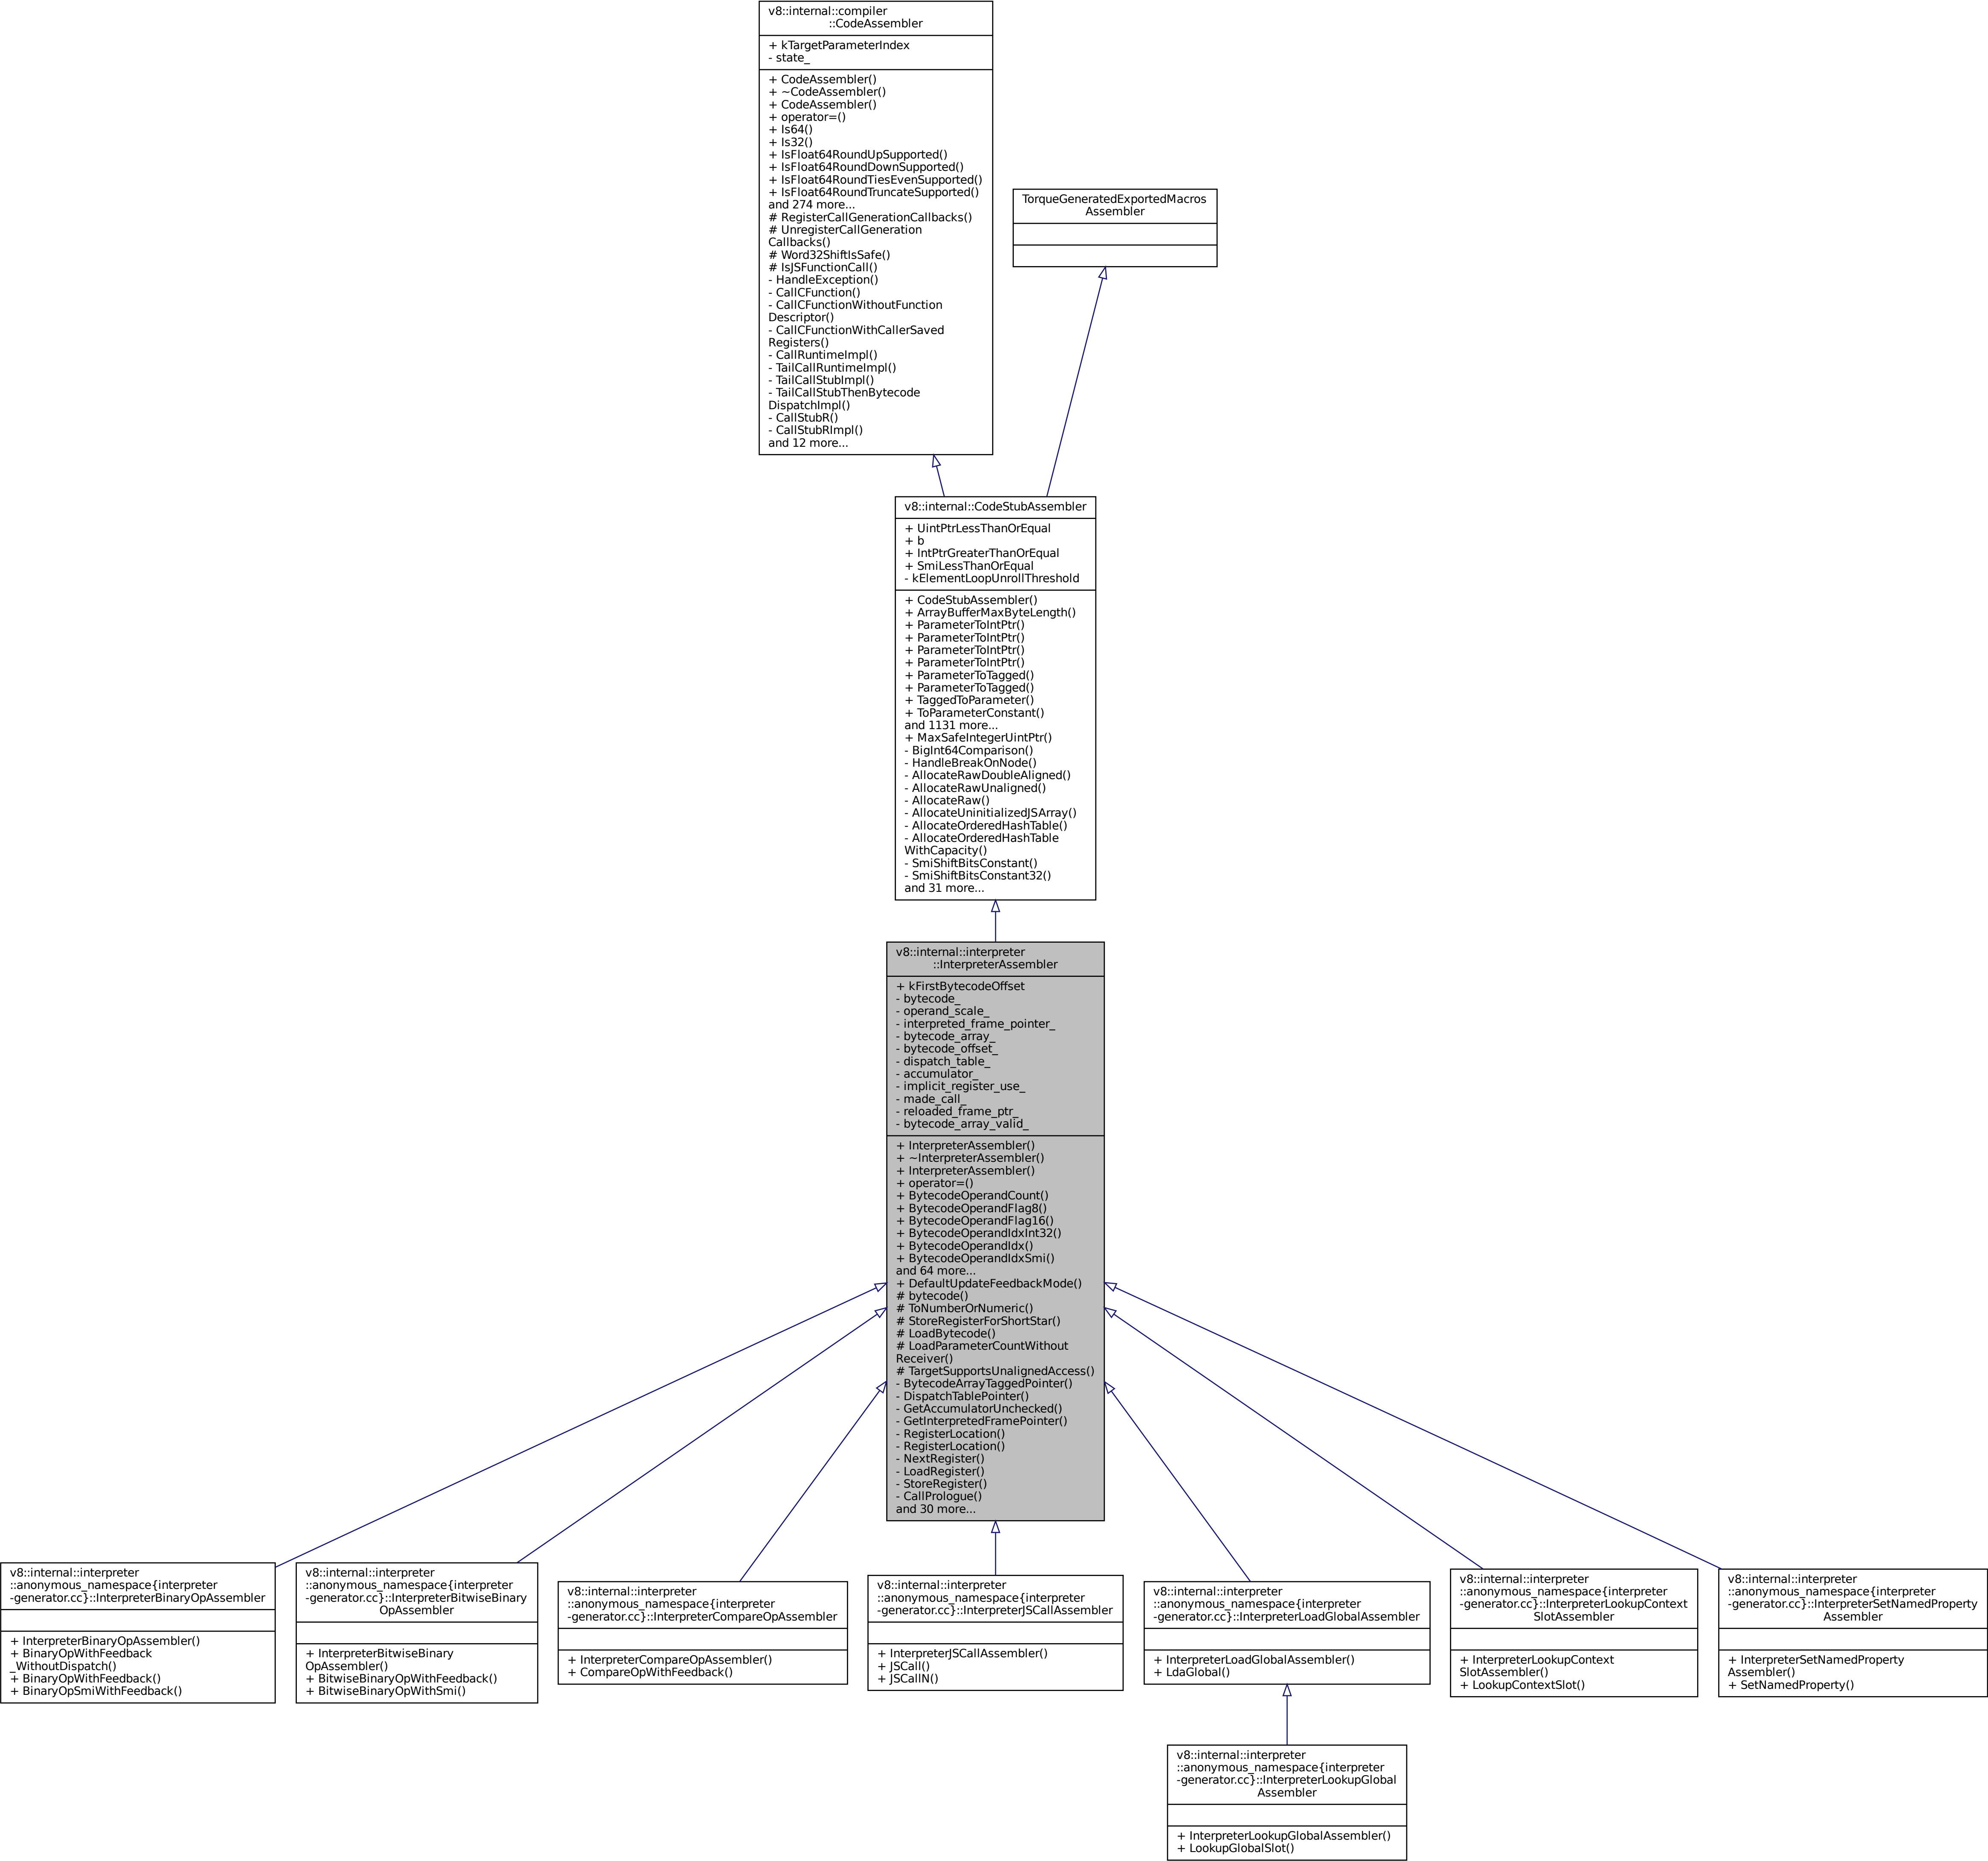 v8::internal::compiler
::CodeAssembler
+ kTargetParameterIndex
- state_
+ CodeAssembler()
+ ~CodeAssembler()
+ CodeAssembler()
+ operator=()
+ Is64()
+ Is32()
+ IsFloat64RoundUpSupported()
+ IsFloat64RoundDownSupported()
+ IsFloat64RoundTiesEvenSupported()
+ IsFloat64RoundTruncateSupported()
and 274 more...
# RegisterCallGenerationCallbacks()
# UnregisterCallGeneration
Callbacks()
# Word32ShiftIsSafe()
# IsJSFunctionCall()
- HandleException()
- CallCFunction()
- CallCFunctionWithoutFunction
Descriptor()
- CallCFunctionWithCallerSaved
Registers()
- CallRuntimeImpl()
- TailCallRuntimeImpl()
- TailCallStubImpl()
- TailCallStubThenBytecode
DispatchImpl()
- CallStubR()
- CallStubRImpl()
and 12 more...
TorqueGeneratedExportedMacros
Assembler
v8::internal::CodeStubAssembler
+ UintPtrLessThanOrEqual
+ b
+ IntPtrGreaterThanOrEqual
+ SmiLessThanOrEqual
- kElementLoopUnrollThreshold
+ CodeStubAssembler()
+ ArrayBufferMaxByteLength()
+ ParameterToIntPtr()
+ ParameterToIntPtr()
+ ParameterToIntPtr()
+ ParameterToIntPtr()
+ ParameterToTagged()
+ ParameterToTagged()
+ TaggedToParameter()
+ ToParameterConstant()
and 1131 more...
+ MaxSafeIntegerUintPtr()
- BigInt64Comparison()
- HandleBreakOnNode()
- AllocateRawDoubleAligned()
- AllocateRawUnaligned()
- AllocateRaw()
- AllocateUninitializedJSArray()
- AllocateOrderedHashTable()
- AllocateOrderedHashTable
WithCapacity()
- SmiShiftBitsConstant()
- SmiShiftBitsConstant32()
and 31 more...
v8::internal::interpreter
::InterpreterAssembler
+ kFirstBytecodeOffset
- bytecode_
- operand_scale_
- interpreted_frame_pointer_
- bytecode_array_
- bytecode_offset_
- dispatch_table_
- accumulator_
- implicit_register_use_
- made_call_
- reloaded_frame_ptr_
- bytecode_array_valid_
+ InterpreterAssembler()
+ ~InterpreterAssembler()
+ InterpreterAssembler()
+ operator=()
+ BytecodeOperandCount()
+ BytecodeOperandFlag8()
+ BytecodeOperandFlag16()
+ BytecodeOperandIdxInt32()
+ BytecodeOperandIdx()
+ BytecodeOperandIdxSmi()
and 64 more...
+ DefaultUpdateFeedbackMode()
# bytecode()
# ToNumberOrNumeric()
# StoreRegisterForShortStar()
# LoadBytecode()
# LoadParameterCountWithout
Receiver()
# TargetSupportsUnalignedAccess()
- BytecodeArrayTaggedPointer()
- DispatchTablePointer()
- GetAccumulatorUnchecked()
- GetInterpretedFramePointer()
- RegisterLocation()
- RegisterLocation()
- NextRegister()
- LoadRegister()
- StoreRegister()
- CallPrologue()
and 30 more...
v8::internal::interpreter
::anonymous_namespace{interpreter
-generator.cc}::InterpreterBinaryOpAssembler
+ InterpreterBinaryOpAssembler()
+ BinaryOpWithFeedback
_WithoutDispatch()
+ BinaryOpWithFeedback()
+ BinaryOpSmiWithFeedback()
v8::internal::interpreter
::anonymous_namespace{interpreter
-generator.cc}::InterpreterBitwiseBinary
OpAssembler
+ InterpreterBitwiseBinary
OpAssembler()
+ BitwiseBinaryOpWithFeedback()
+ BitwiseBinaryOpWithSmi()
v8::internal::interpreter
::anonymous_namespace{interpreter
-generator.cc}::InterpreterCompareOpAssembler
+ InterpreterCompareOpAssembler()
+ CompareOpWithFeedback()
v8::internal::interpreter
::anonymous_namespace{interpreter
-generator.cc}::InterpreterJSCallAssembler
+ InterpreterJSCallAssembler()
+ JSCall()
+ JSCallN()
v8::internal::interpreter
::anonymous_namespace{interpreter
-generator.cc}::InterpreterLoadGlobalAssembler
+ InterpreterLoadGlobalAssembler()
+ LdaGlobal()
v8::internal::interpreter
::anonymous_namespace{interpreter
-generator.cc}::InterpreterLookupContext
SlotAssembler
+ InterpreterLookupContext
SlotAssembler()
+ LookupContextSlot()
v8::internal::interpreter
::anonymous_namespace{interpreter
-generator.cc}::InterpreterSetNamedProperty
Assembler
+ InterpreterSetNamedProperty
Assembler()
+ SetNamedProperty()
v8::internal::interpreter
::anonymous_namespace{interpreter
-generator.cc}::InterpreterLookupGlobal
Assembler
+ InterpreterLookupGlobalAssembler()
+ LookupGlobalSlot()